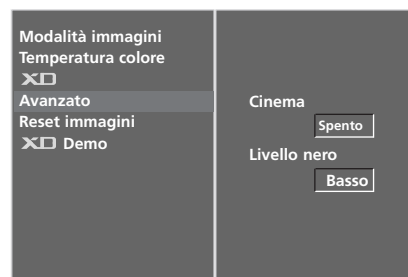 Modalità immagini
Temperatura colore
XD
Avanzato
Reset immagini
XD Demo
Cinema
Spento
Livello nero
Basso